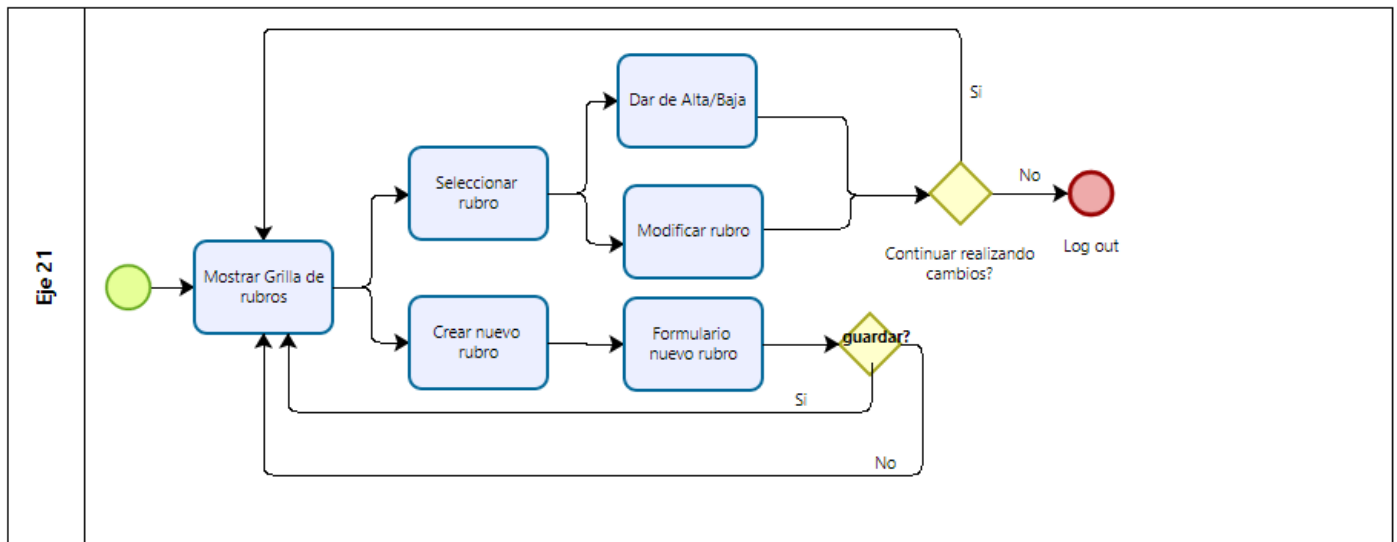 Eje 21
Si
Dar de Alta/Baja
Seleccionar
rubro
No
Modificar rubro
Continuar realizando
cambios?
Log out
Mostrar Grilla de
rubros
Crear nuevo
rubro
Formulario
nuevo rubro
guardar?
Si
No